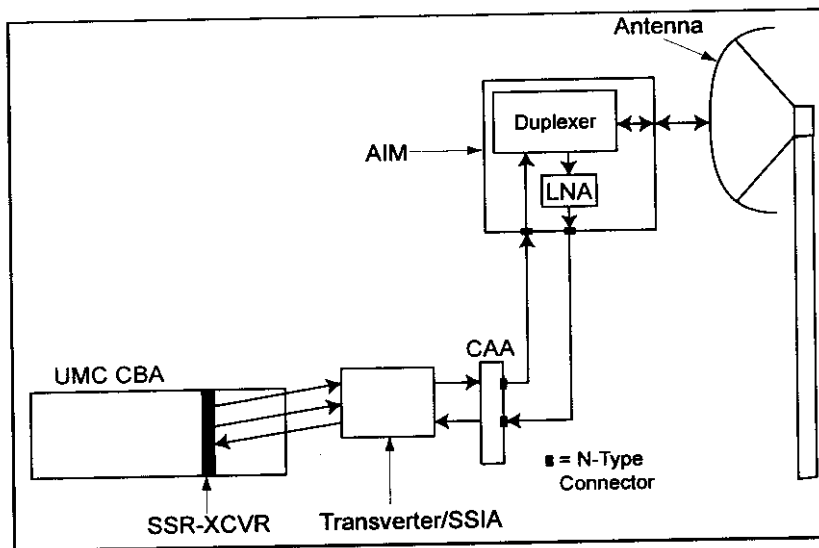 Antenna
Duplexer
AIM
LNA
CAA
UMC CBA
= N-Type
Connector
SSR-XCVR
Transverter/SSIA